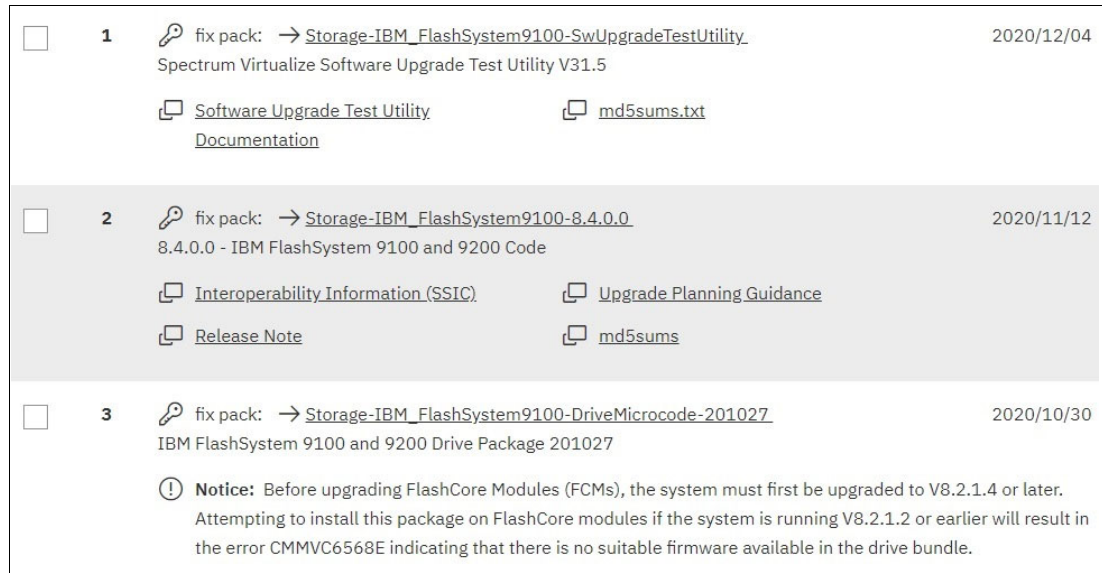 1 fix pack: → Storage-IBM_FlashSystem9100-SwUpgradeTestUtility 2020/12/04
Spectrum Virtualize Software Upgrade Test Utility V31.5
Software Upgrade Test Utility md5sums.txt
Documentation
2 fix pack: → Storage-IBM_FlashSystem9100-8.4.0.0 2020/11/12
8.4.0.0 - IBM FlashSystem 9100 and 9200 Code
Interoperability Information (SSIC) Upgrade Planning Guidance
Release Note md5sums
3 fix pack: → Storage-IBM_FlashSystem9100-DriveMicrocode-201027 2020/10/30
IBM FlashSystem 9100 and 9200 Drive Package 201027
Notice: Before upgrading FlashCore Modules (FCMs), the system must first be upgraded to V8.2.1.4 or later.
Attempting to install this package on FlashCore modules if the system is running V8.2.1.2 or earlier will result in
the error CMMVC6568E indicating that there is no suitable firmware available in the drive bundle.